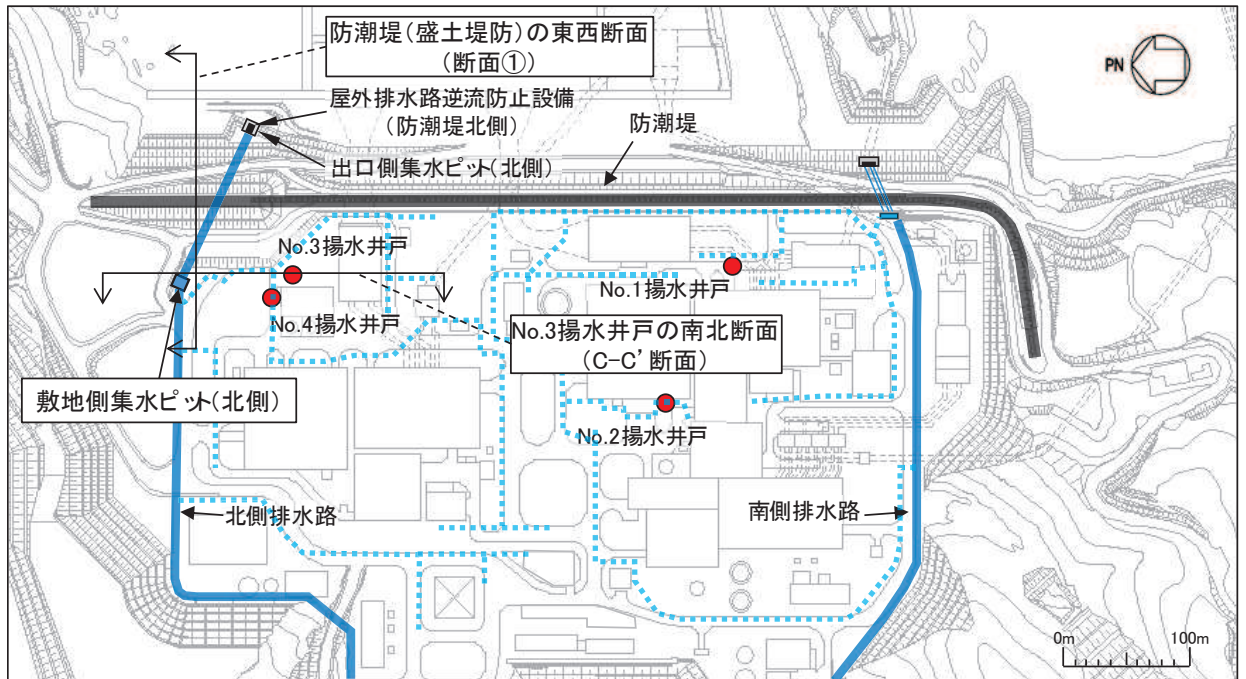 防潮堤(盛土堤防)の東西断面
(断面①)
PN
屋外排水路逆流防止設備
(防潮堤北側)
防潮堤
出口側集水ピット(北側)
No.3揚水井戸
No.1揚水井戸
No.4揚水井戸
No.3揚水井戸の南北断面
(C-C’断面)
敷地側集水ピット(北側)
No.2揚水井戸
北側排水路
南側排水路
0m 100m